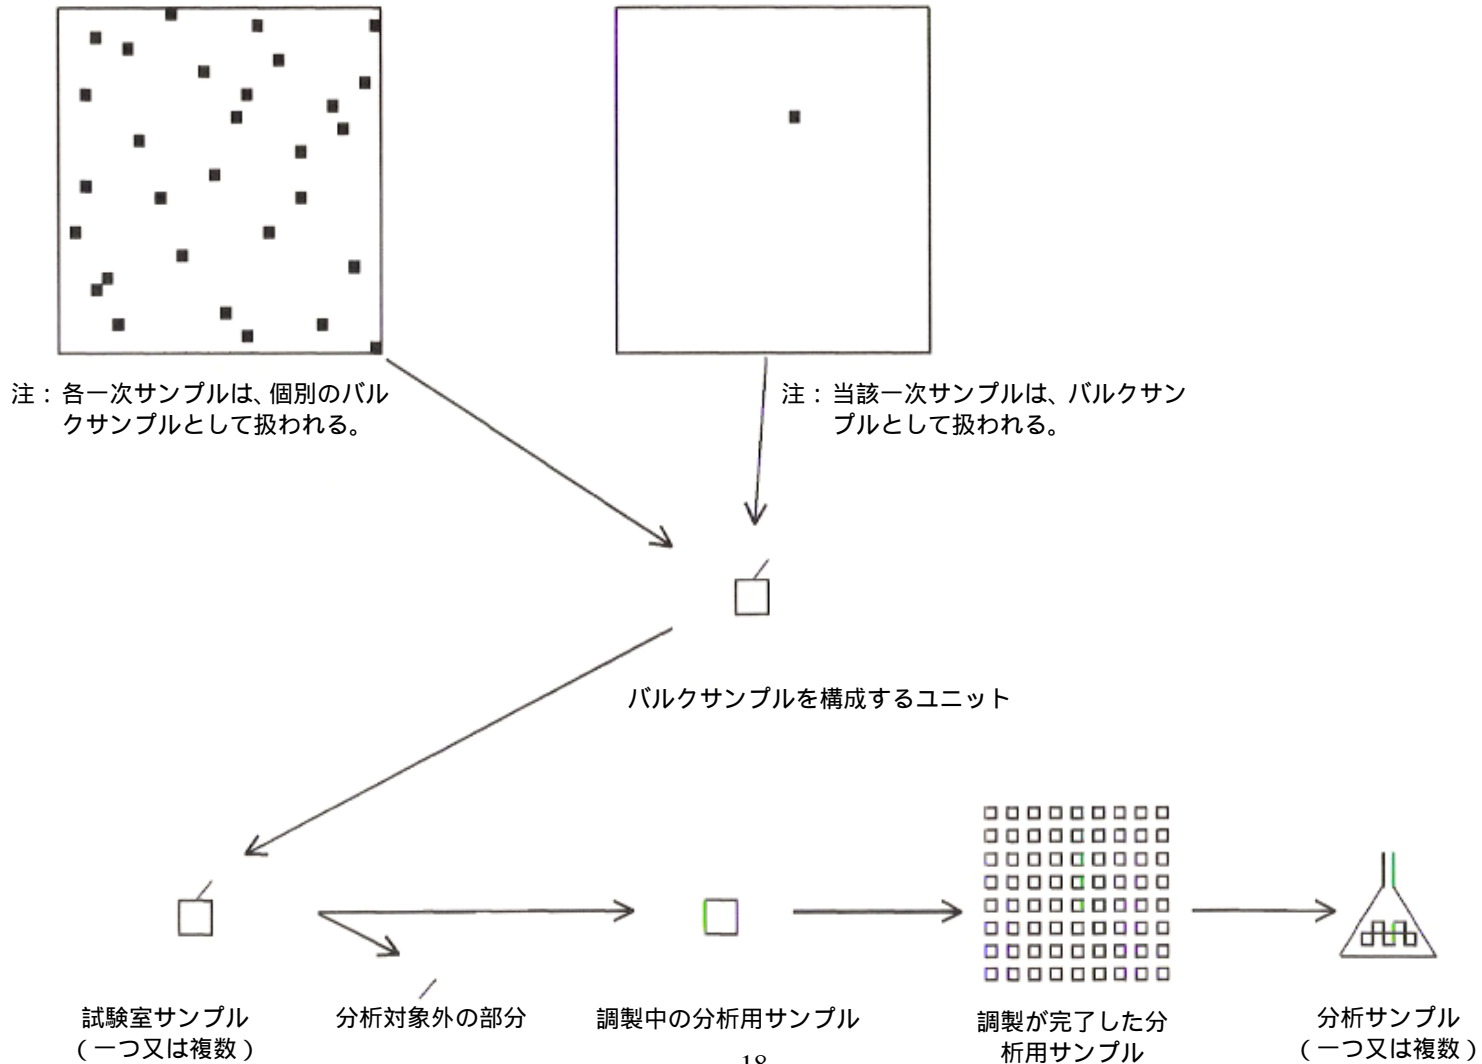 注：各一次サンプルは、個別のバル
クサンプルとして扱われる。
注：当該一次サンプルは、バルクサン
プルとして扱われる。
バルクサンプルを構成するユニット
試験室サンプル
（一つ又は複数）
分析対象外の部分
調製中の分析用サンプル
調製が完了した分
析用サンプル
分析サンプル
（一つ又は複数）
18